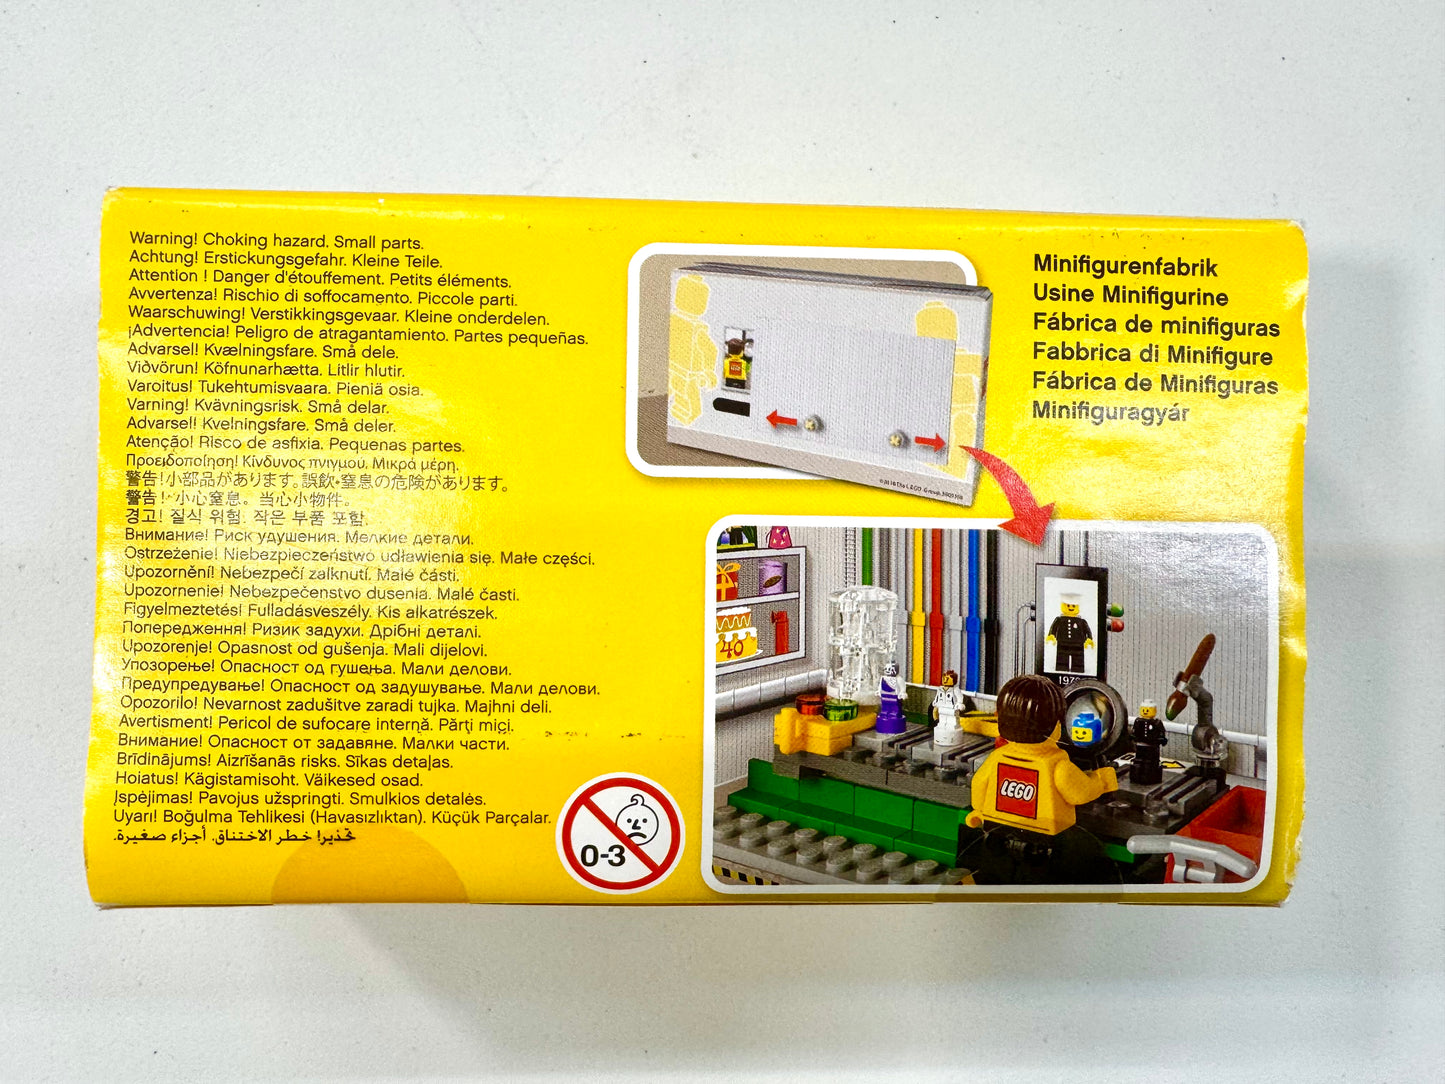 Warning! Choking hazard. Small parts.
Achtung! Erstickungsgefahr. Kleine Teile.
Attention ! Danger d'étouffement. Petits éléments.
Avvertenza! Rischio di soffocamento. Piccole parti.
Waarschuwing! Verstikkingsgevaar. Kleine onderdelen.
¡Advertencia! Peligro de atragantamiento. Partes pequeñas.
Advarsel! Kvælningsfare. Små dele.
Viðvörun! Köfnunarhætta. Litlir hlutir.
Varoitus! Tukehtumisvaara. Pieniä osia.
Varning! Kvävningsrisk. Små delar.
Advarsel! Kvelningsfare. Små deler.
Atenção! Risco de asfixia. Pequenas partes.
Προειδοποίηση! Κίνδυνος πνιγμού. Μικρά μέρη.
警告!小部品があります。誤飲・窒息の危険があります。
警告!小心窒息。当心小物件。
경고! 질식 위험. 작은 부품 포함.
Внимание! Риск удушения. Мелкие детали.
Ostrzeżenie! Niebezpieczeństwo udławienia się. Małe części.
Upozornění! Nebezpečí zalknutí. Malé části.
Upozornenie! Nebezpečenstvo dusenia. Malé časti.
Figyelmeztetés! Fulladásveszély. Kis alkatrészek.
Попередження! Ризик задухи. Дрібні деталі.
Upozorenje! Opasnost od gušenja. Mali dijelovi.
Упозорење! Опасност од гушења. Мали делови.
Предупредување! Опасност од задушување. Мали делови.
Opozorilo! Nevarnost zadušitve zaradi tujka. Majhni deli.
Avertisment! Pericol de sufocare internă. Părţi mici.
Внимание! Опасност от задавяне. Малки части.
Brīdinājums! Aizrīšanās risks. Sīkas detaļas.
Hoiatus! Kägistamisoht. Väikesed osad.
Įspėjimas! Pavojus užspringti. Smulkios detalės.
Uyarı! Boğulma Tehlikesi (Havasızlıktan). Küçük Parçalar.
تحذير! خطر الاختناق. أجزاء صغيرة.
0-3
LEGO
Minifigurenfabrik
Usine Minifigurine
Fábrica de minifiguras
Fabbrica di Minifigure
Fábrica de Minifiguras
Minifiguragyár
40
LEGO